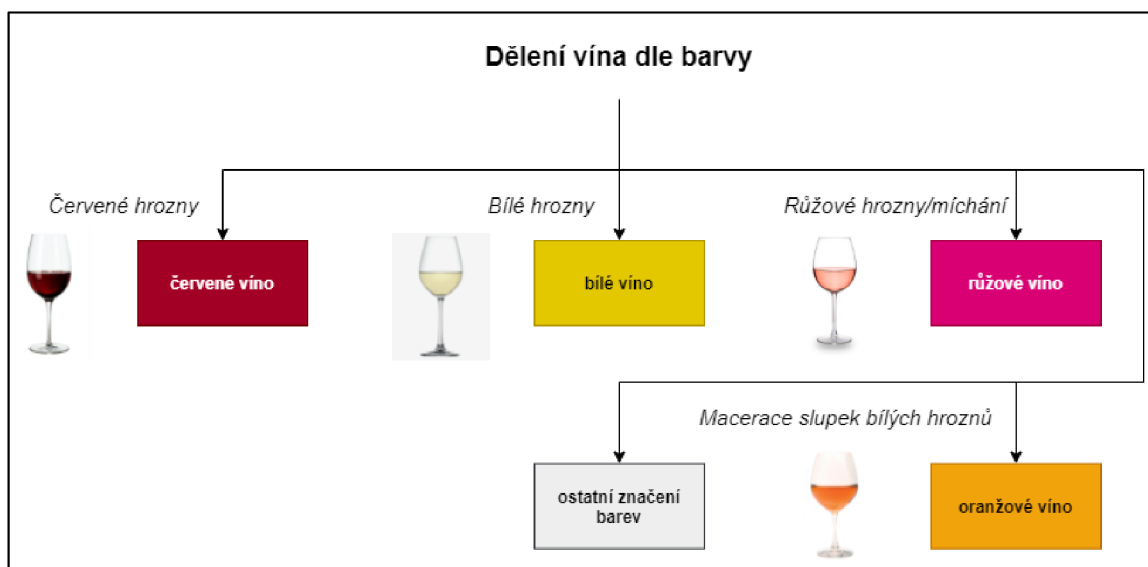 Dělení vína dle barvy
Červené hrozny
Bílé hrozny
Růžové hrozny/míchání
červené víno
bílé víno
růžové víno
Macerace slupek bílých hroznů
ostatní značení
barev
oranžové víno